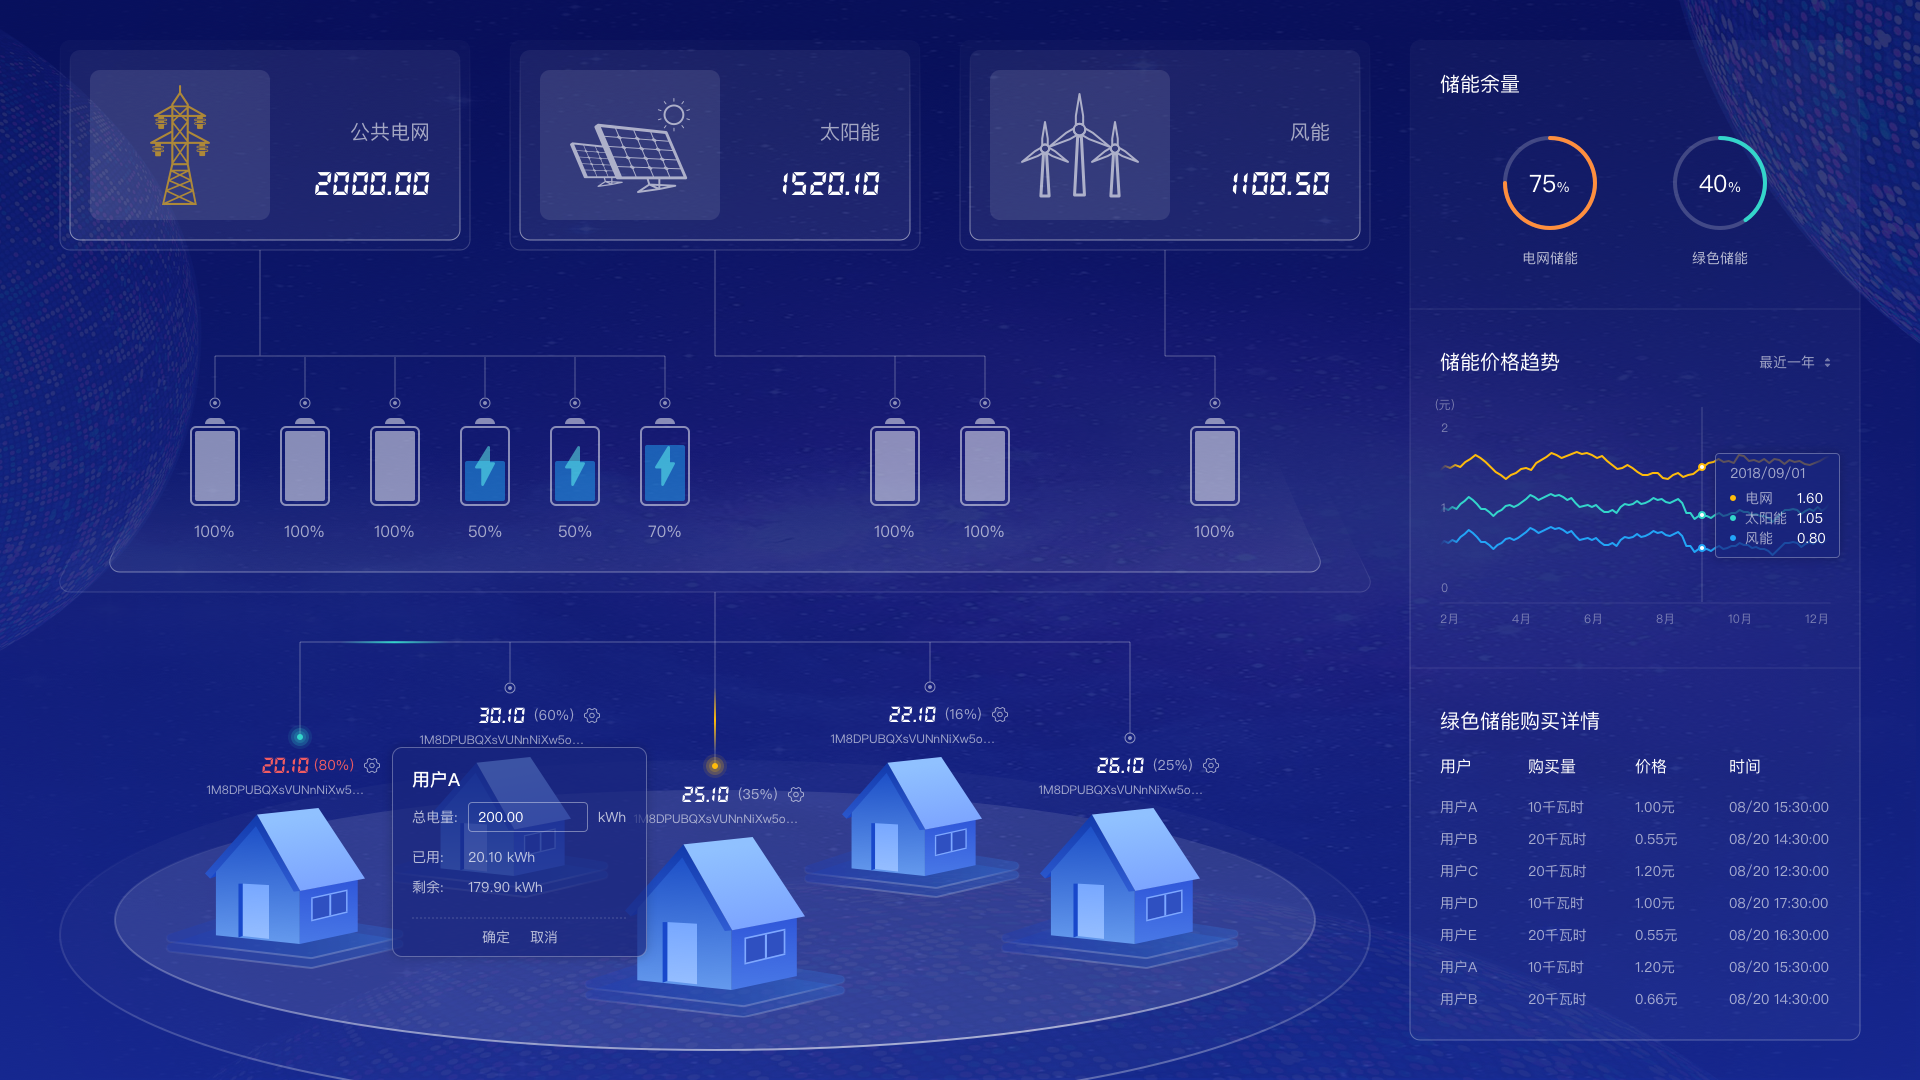 公共电网
2000.00
太阳能
1520.10
风能
1100.50
100%
100%
100%
50%
50%
70%
100%
100%
100%
30.10 (60%)
1M8DPUBQXsVUNnNiXw5o...
22.10 (16%)
1M8DPUBQXsVUNnNiXw5o...
20.10 (80%)
1M8DPUBQXsVUNnNiXw5...
26.10 (25%)
1M8DPUBQXsVUNnNiXw5o...
25.10 (35%)
1M8DPUBQXsVUNnNiXw5o...
用户A
总电量: 200.00 kWh
已用: 20.10 kWh
剩余: 179.90 kWh
确定 取消
储能余量
75% 40%
电网储能 绿色储能
储能价格趋势 最近一年
(元)
2
1
0
2月 4月 6月 8月 10月 12月
2018/09/01
电网 1.60
太阳能 1.05
风能 0.80
绿色储能购买详情
用户 购买量 价格 时间
用户A 10千瓦时 1.00元 08/20 15:30:00
用户B 20千瓦时 0.55元 08/20 14:30:00
用户C 20千瓦时 1.20元 08/20 12:30:00
用户D 10千瓦时 1.00元 08/20 17:30:00
用户E 20千瓦时 0.55元 08/20 16:30:00
用户A 10千瓦时 1.20元 08/20 15:30:00
用户B 20千瓦时 0.66元 08/20 14:30:00